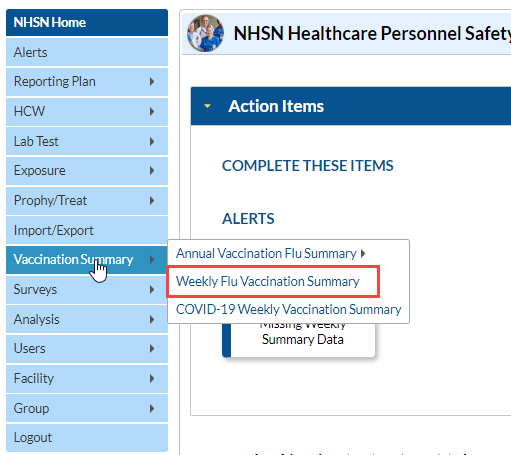 NHSN Home
Alerts
Reporting Plan
HCW
Lab Test
Exposure
Prophy/Treat
Import/Export
Vaccination Summary
Surveys
Analysis
Users
Facility
Group
Logout
NHSN Healthcare Personnel Safety
Action Items
COMPLETE THESE ITEMS
ALERTS
Annual Vaccination Flu Summary
Weekly Flu Vaccination Summary
COVID-19 Weekly Vaccination Summary
Missing Weekly
Summary Data